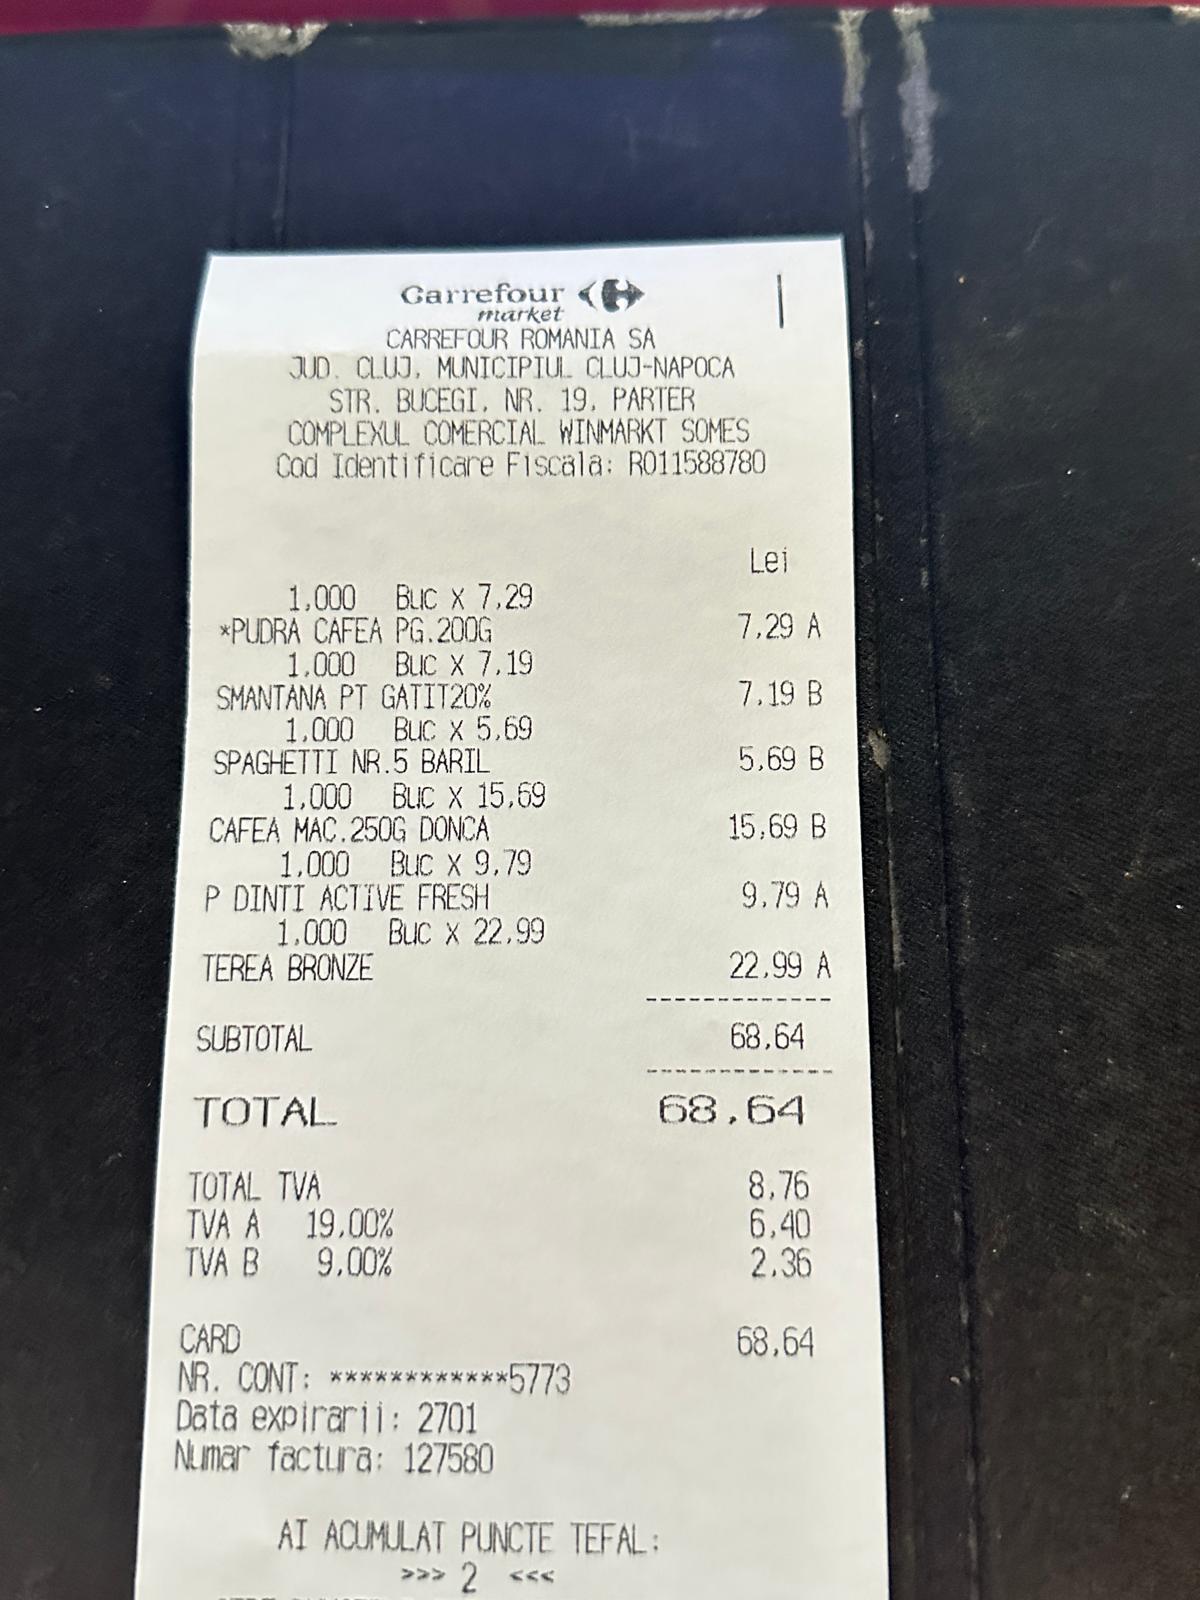 Carrefour
market
CARREFOUR ROMANIA SA
JUD. CLUJ, MUNICIPIUL CLUJ-NAPOCA
STR. BUCEGI, NR. 19, PARTER
COMPLEXUL COMERCIAL WINMARKT SOMES
Cod Identificare Fiscala: RO11588780
Lei
1,000 Buc X 7,29
*PUDRA CAFEA PG.200G 7,29 A
1,000 Buc X 7,19
SMANTANA PT GATIT20% 7,19 B
1,000 Buc X 5,69
SPAGHETTI NR.5 BARIL 5,69 B
1,000 Buc X 15,69
CAFEA MAC.250G DONCA 15,69 B
1,000 Buc X 9,79
P DINTI ACTIVE FRESH 9,79 A
1,000 Buc X 22,99
TEREA BRONZE 22,99 A
SUBTOTAL 68,64
TOTAL 68,64
TOTAL TVA 8,76
TVA A 19,00% 6,40
TVA B 9,00% 2,36
CARD 68,64
NR. CONT: ************5773
Data expirarii: 2701
Numar factura: 127580
AI ACUMULAT PUNCTE TEFAL:
>>> 2 <<<